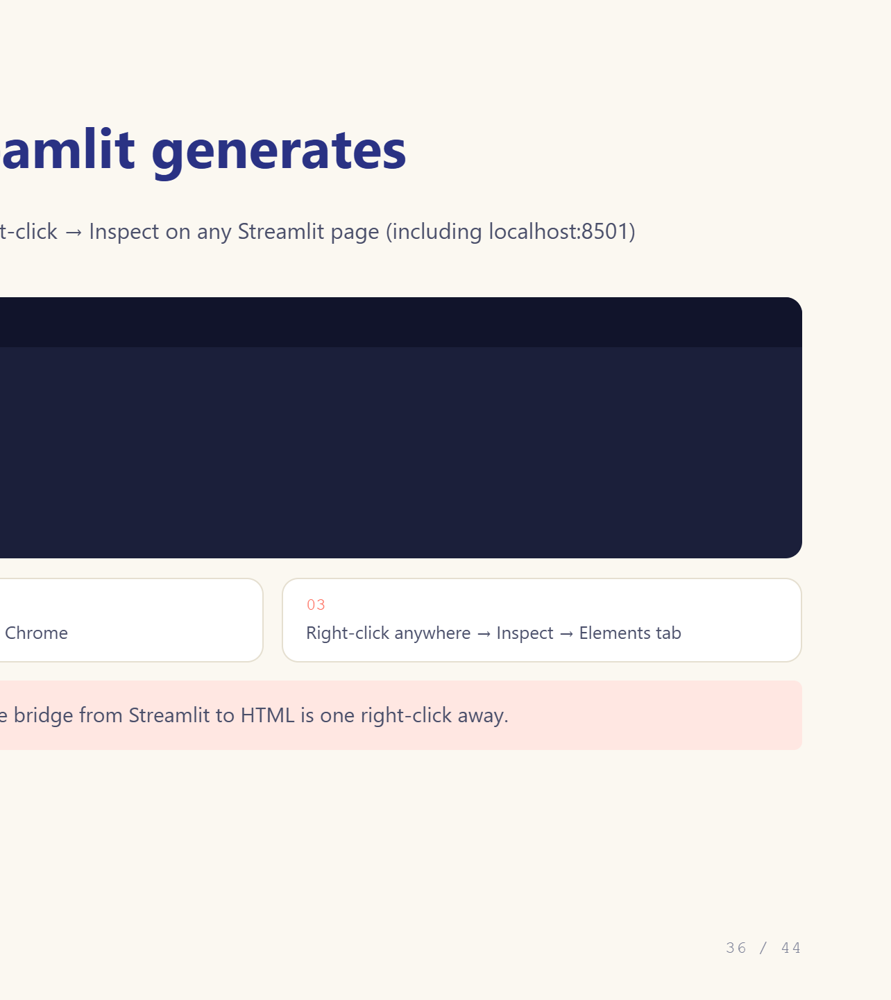 amlit generates
t-click → Inspect on any Streamlit page (including localhost:8501)
Chrome
03
Right-click anywhere → Inspect → Elements tab
e bridge from Streamlit to HTML is one right-click away.
36 / 44